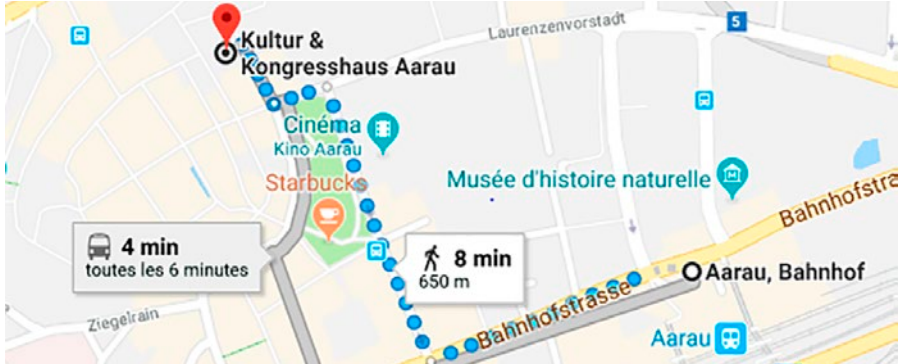 Kultur &
Kongresshaus Aarau
Laurenzenvorstadt
5
Cinéma
Kino Aarau
Starbucks
Musée d'histoire naturelle
Bahnhofstra
4 min
toutes les 6 minutes
8 min
650 m
Aarau, Bahnhof
Bahnhofstrasse
Ziegelrain
Aarau